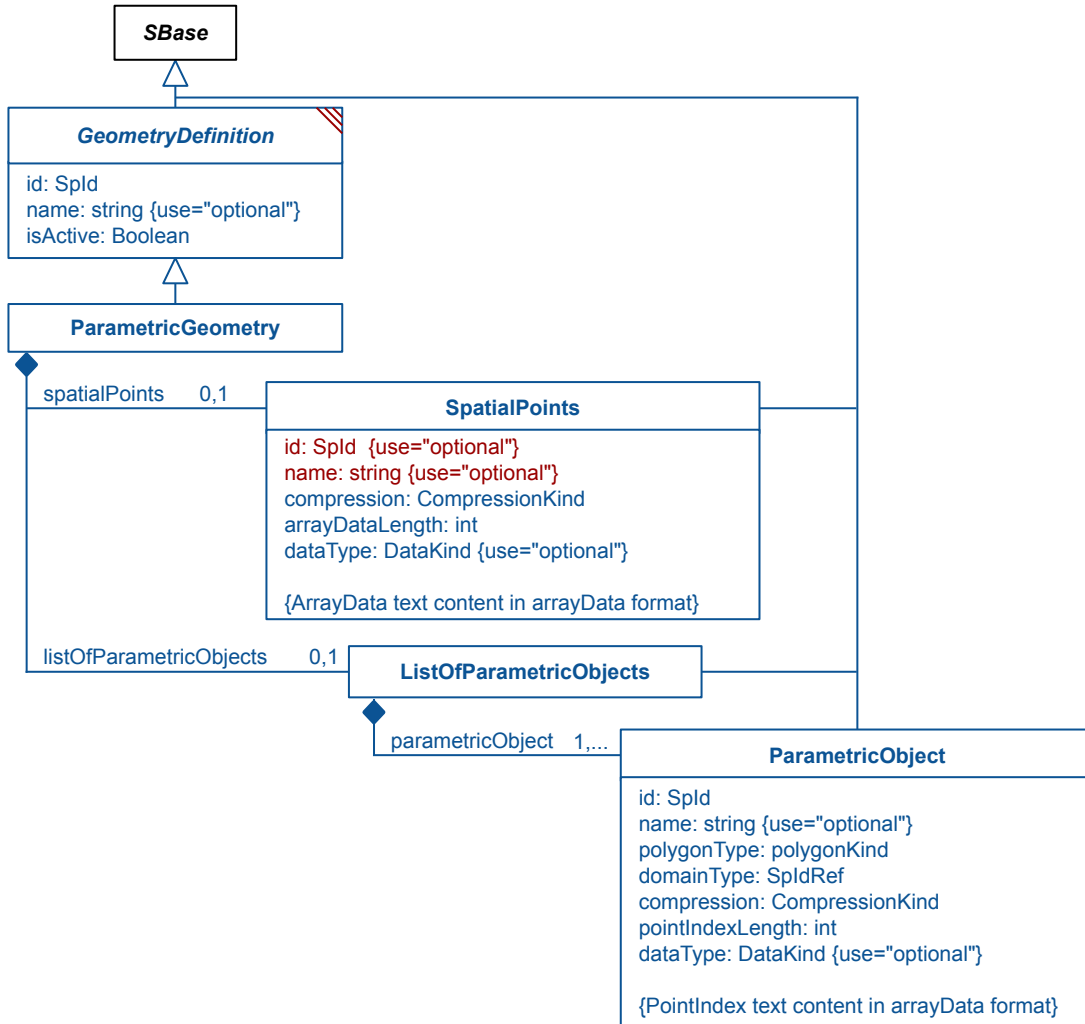 SBase
GeometryDefinition
id: SpId
name: string {use="optional"}
isActive: Boolean
ParametricGeometry
spatialPoints 0,1
SpatialPoints
id: SpId {use="optional"}
name: string {use="optional"}
compression: CompressionKind
arrayDataLength: int
dataType: DataKind {use="optional"}
{ArrayData text content in arrayData format}
listOfParametricObjects 0,1
ListOfParametricObjects
parametricObject 1,...
ParametricObject
id: SpId
name: string {use="optional"}
polygonType: polygonKind
domainType: SpIdRef
compression: CompressionKind
pointIndexLength: int
dataType: DataKind {use="optional"}
{PointIndex text content in arrayData format}